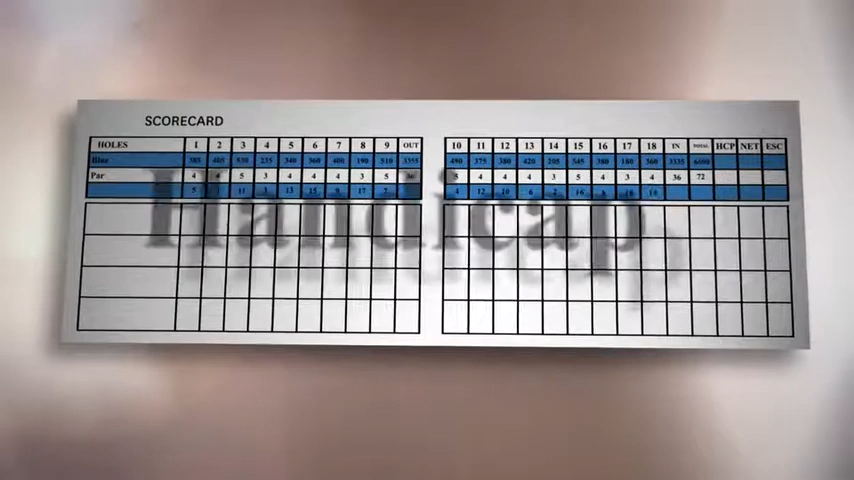 SCORECARD
HOLES 1 2 3 4 5 6 7 8 9 OUT 10 11 12 13 14 15 16 17 18 IN TOTAL HCP NET ESC
Blue 385 405 530 235 340 360 400 190 510 3355 490 375 380 420 205 545 380 180 360 3335 6690
Par 4 4 5 3 4 4 4 3 5 36 5 4 4 4 3 5 4 3 4 36 72
5 11 3 13 15 17 4 12 10 6 2 16
Handicap